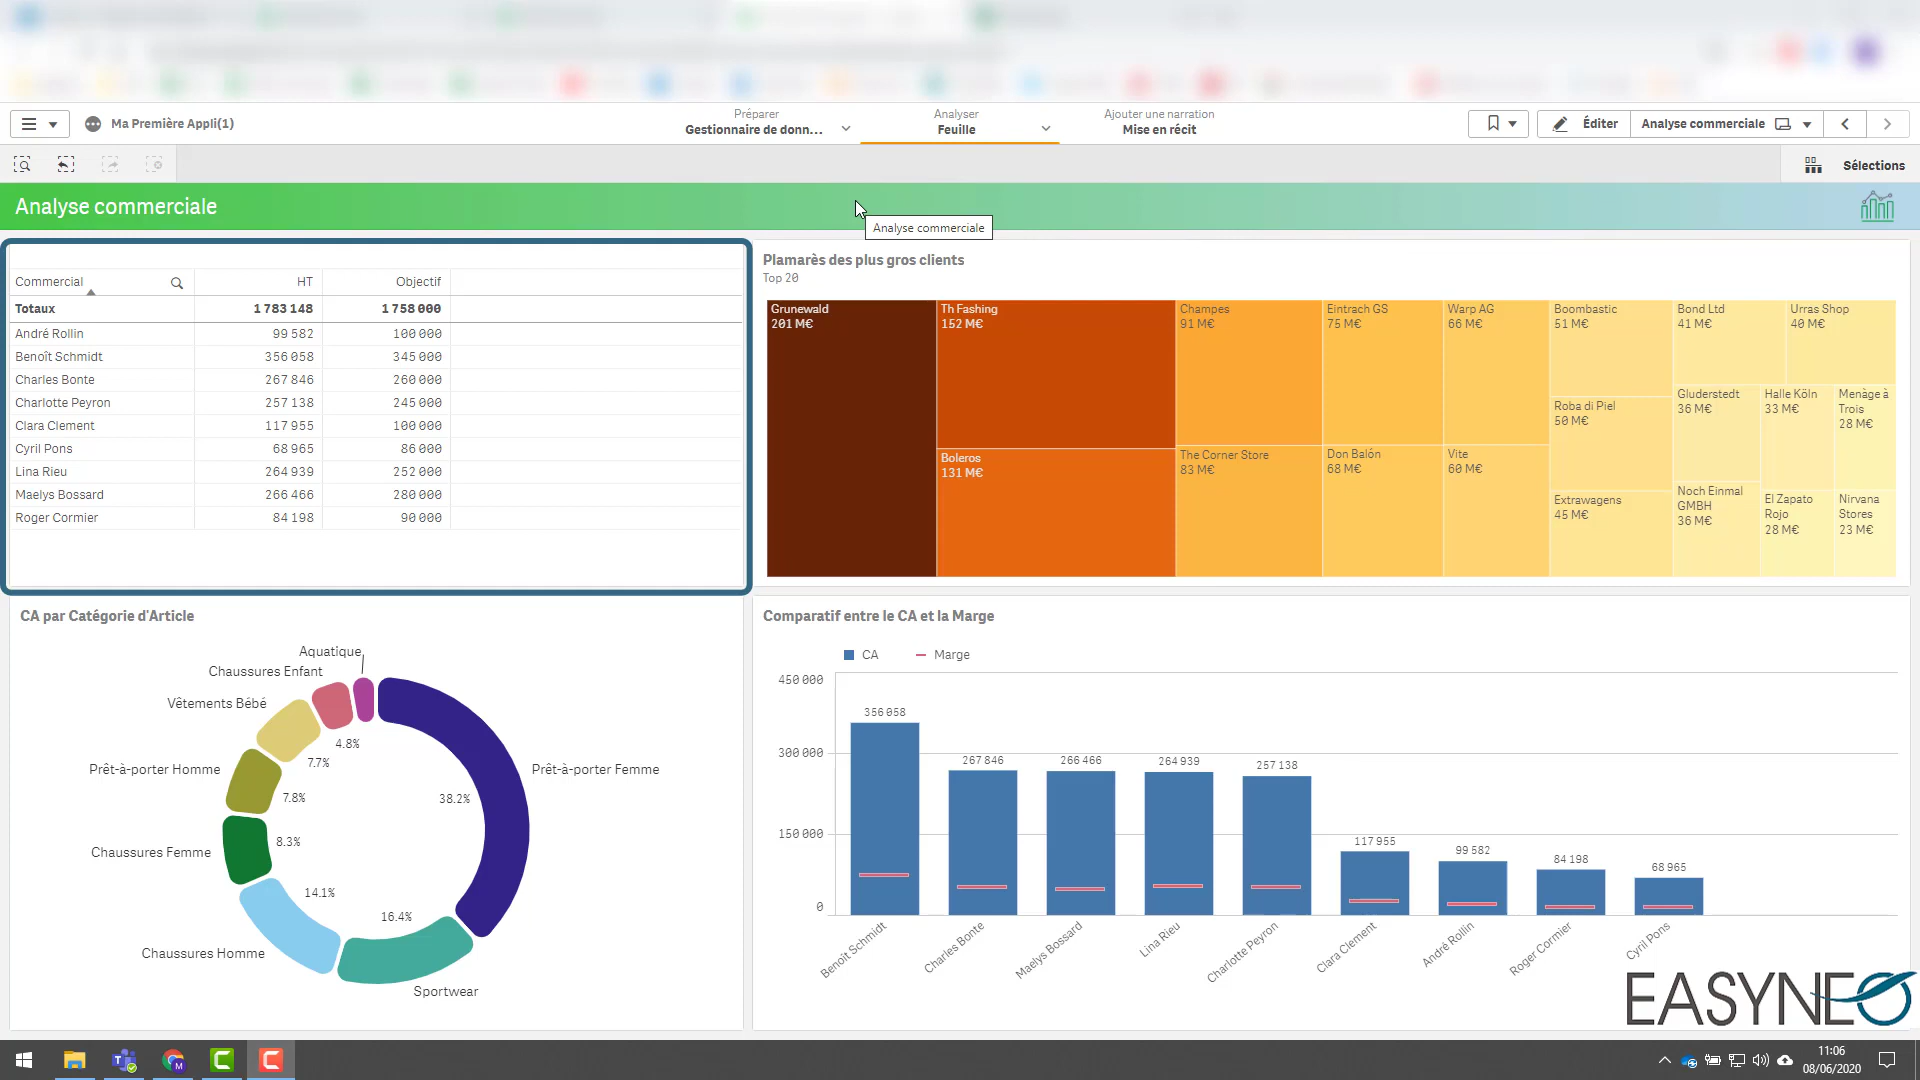 Ma Première Appli(1)
Préparer
Gestionnaire de donn...
Analyser
Feuille
Ajouter une narration
Mise en récit
Éditer
Analyse commerciale
Sélections
Analyse commerciale
Analyse commerciale
Commercial HT Objectif
Totaux 1 783 148 1 758 000
André Rollin 99 582 100 000
Benoît Schmidt 356 058 345 000
Charles Bonte 267 846 260 000
Charlotte Peyron 257 138 245 000
Clara Clement 117 955 100 000
Cyril Pons 68 965 86 000
Lina Rieu 264 939 252 000
Maelys Bossard 266 466 280 000
Roger Cormier 84 198 90 000
Plamarès des plus gros clients
Top 20
Grunewald
201 M€
Th Fashing
152 M€
Boleros
131 M€
Champes
91 M€
The Corner Store
83 M€
Eintrach GS
75 M€
Don Balón
68 M€
Warp AG
66 M€
Vite
60 M€
Boombastic
51 M€
Roba di Piel
50 M€
Extrawagens
45 M€
Bond Ltd
41 M€
Urras Shop
40 M€
Gluderstedt
36 M€
Noch Einmal
GMBH
36 M€
Halle Köln
33 M€
Menàge à
Trois
28 M€
El Zapato
Rojo
28 M€
Nirvana
Stores
23 M€
CA par Catégorie d'Article
Aquatique
Chaussures Enfant
Vêtements Bébé
4.8%
7.7%
Prêt-à-porter Homme
7.8%
Prêt-à-porter Femme
38.2%
Chaussures Femme
8.3%
14.1%
Chaussures Homme
16.4%
Sportwear
Comparatif entre le CA et la Marge
CA Marge
450 000
300 000
150 000
0
356 058
267 846
266 466
264 939
257 138
117 955
99 582
84 198
68 965
Benoît Schmidt
Charles Bonte
Maelys Bossard
Lina Rieu
Charlotte Peyron
Clara Clement
André Rollin
Roger Cormier
Cyril Pons
EASYNEO
11:06
08/06/2020